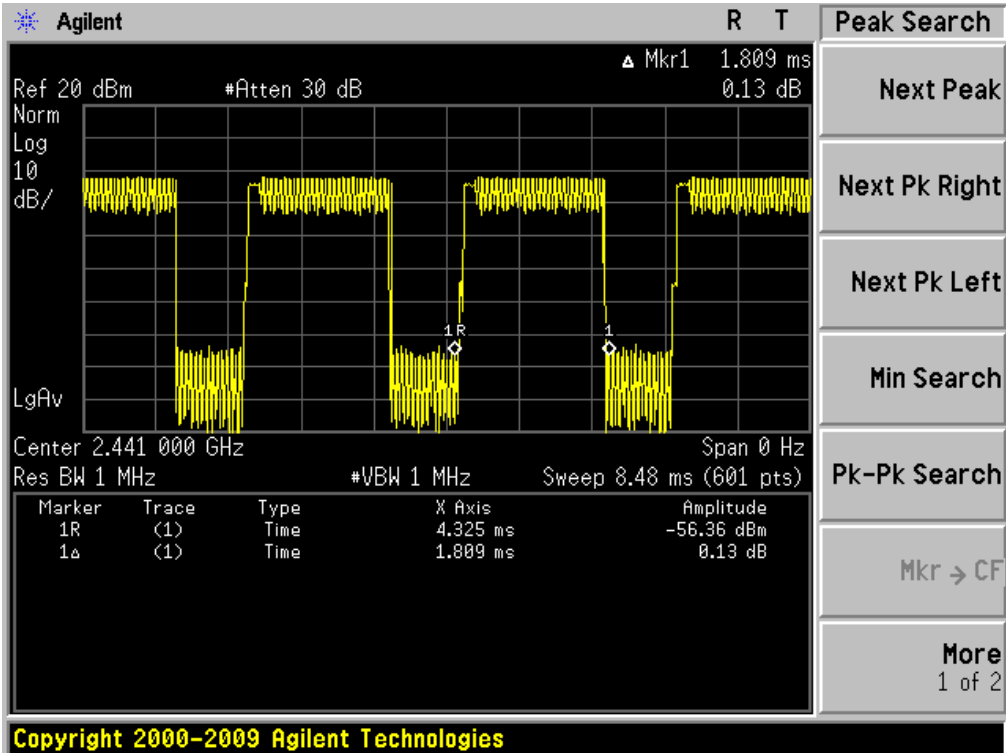 Agilent R T Peak Search
Δ Mkr1 1.809 ms
Ref 20 dBm #Atten 30 dB 0.13 dB
Norm
Log
10
dB/
1R 1
LgAv
Center 2.441 000 GHz Span 0 Hz
Res BW 1 MHz #VBW 1 MHz Sweep 8.48 ms (601 pts)
Marker Trace Type X Axis Amplitude
1R (1) Time 4.325 ms -56.36 dBm
1Δ (1) Time 1.809 ms 0.13 dB
Next Peak
Next Pk Right
Next Pk Left
Min Search
Pk-Pk Search
Mkr → CF
More
1 of 2
Copyright 2000-2009 Agilent Technologies